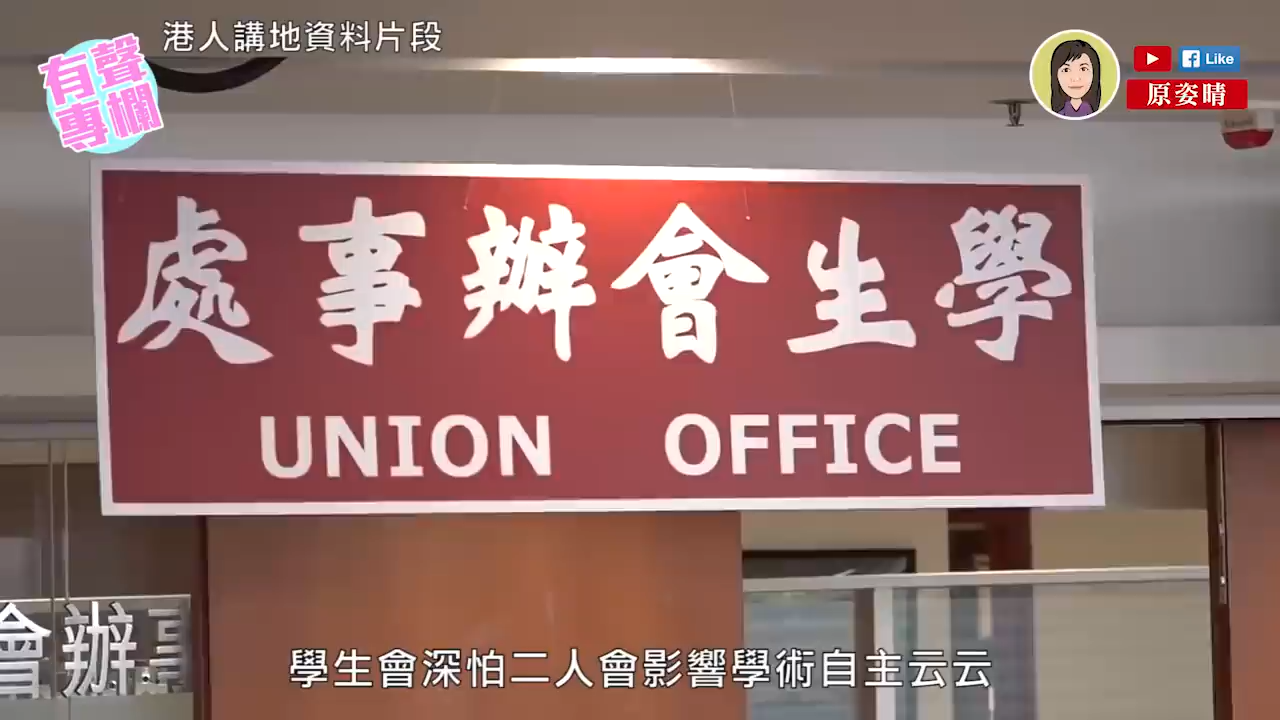 港人講地資料片段
有聲
專欄
Like
原姿晴
處事辦會生學
UNION OFFICE
會辦事
學生會深怕二人會影響學術自主云云